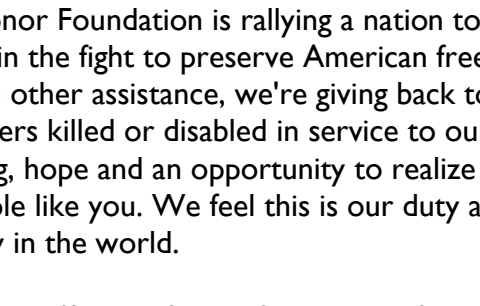 onor Foundation is rallying a nation to
in the fight to preserve American free
other assistance, we're giving back to
ers killed or disabled in service to ou
g, hope and an opportunity to realize
ple like you. We feel this is our duty a
y in the world.